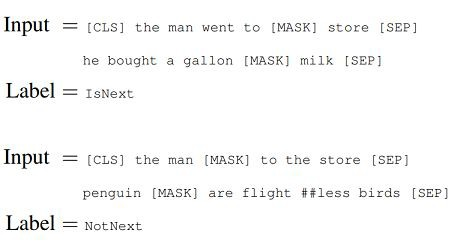 Input = [CLS] the man went to [MASK] store [SEP]
he bought a gallon [MASK] milk [SEP]
Label = IsNext
Input = [CLS] the man [MASK] to the store [SEP]
penguin [MASK] are flight ##less birds [SEP]
Label = NotNext